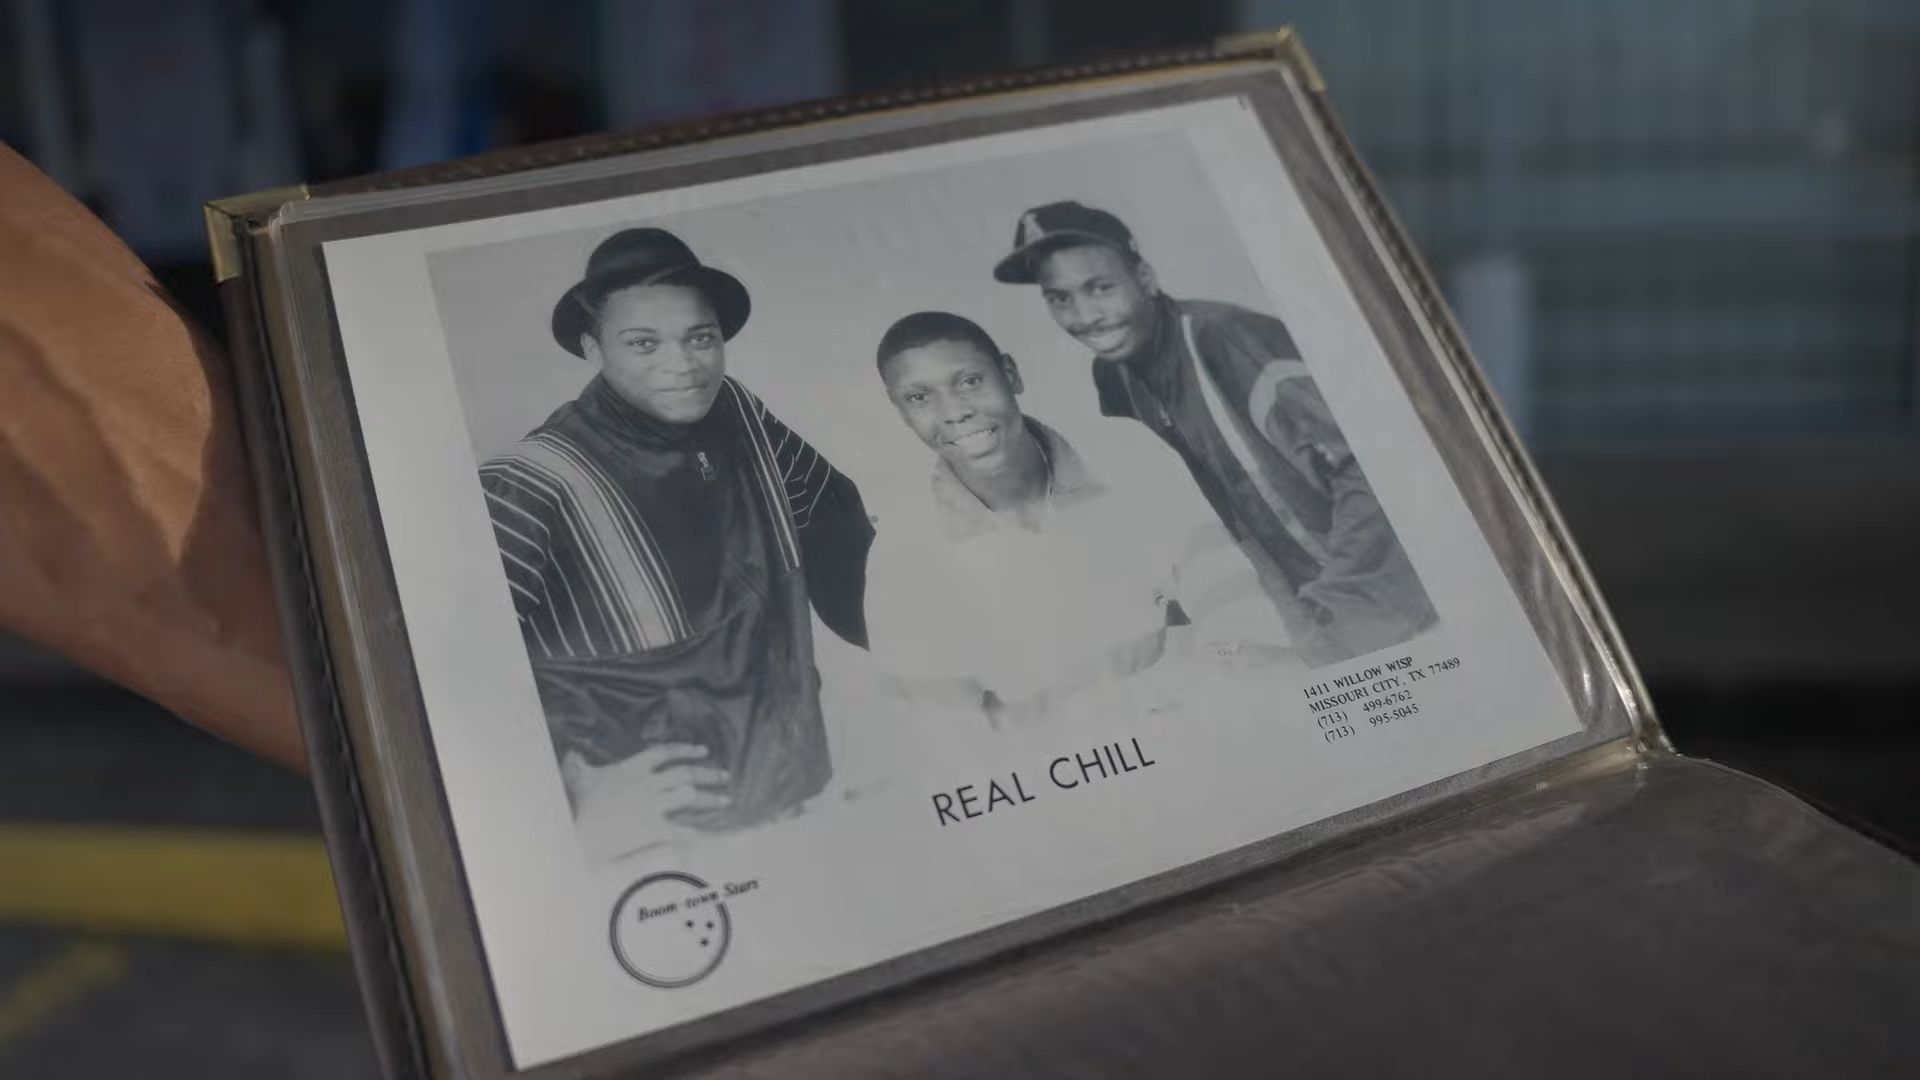 1411 WILLOW WISP
MISSOURI CITY, TX 77489
(713) 499-6762
(713) 995-5045
REAL CHILL
Boom-town Stars